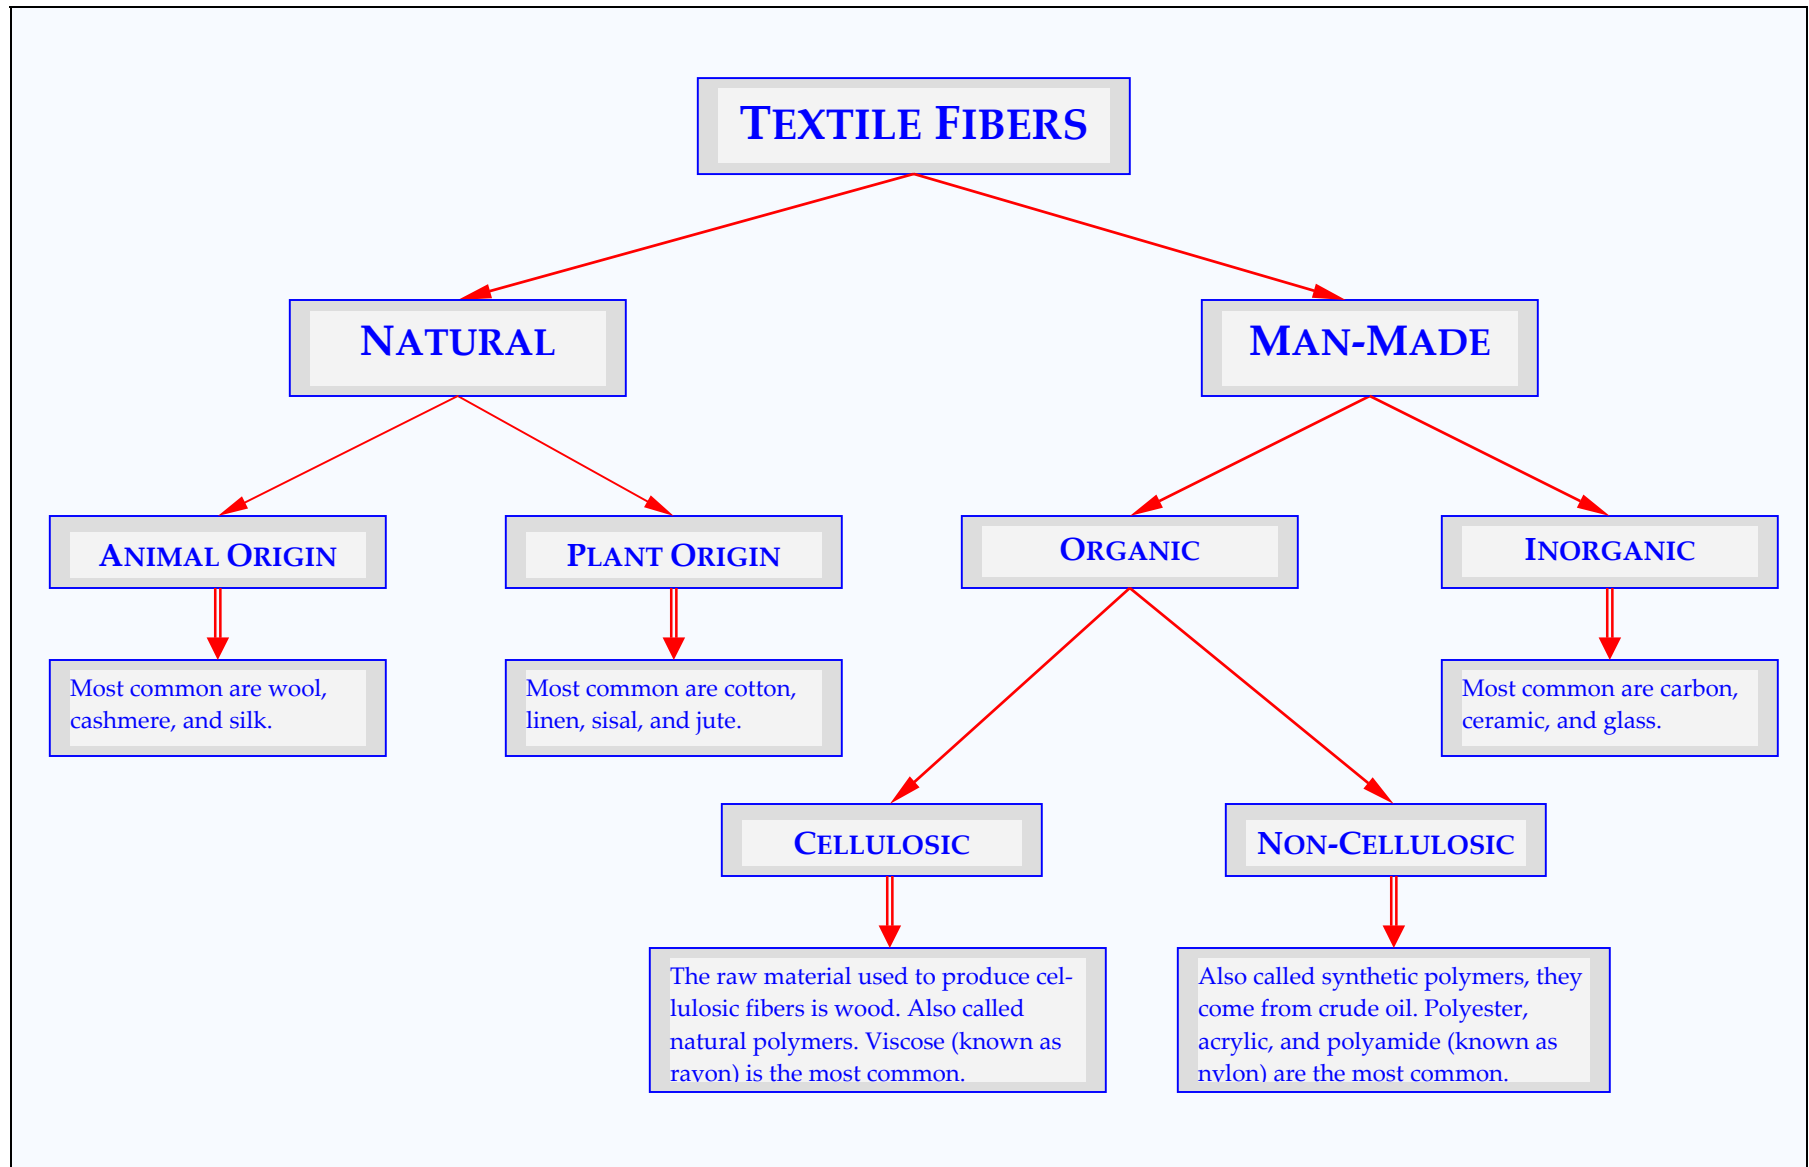 TEXTILE FIBERS
NATURAL
MAN-MADE
ANIMAL ORIGIN
PLANT ORIGIN
ORGANIC
INORGANIC
Most common are wool,
cashmere, and silk.
Most common are cotton,
linen, sisal, and jute.
Most common are carbon,
ceramic, and glass.
CELLULOSIC
NON-CELLULOSIC
The raw material used to produce cel-
lulosic fibers is wood. Also called
natural polymers. Viscose (known as
rayon) is the most common.
Also called synthetic polymers, they
come from crude oil. Polyester,
acrylic, and polyamide (known as
nylon) are the most common.